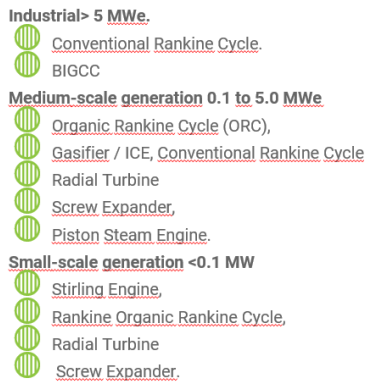 Industrial> 5 MWe.
Conventional Rankine Cycle.
BIGCC
Medium-scale generation 0.1 to 5.0 MWe
Organic Rankine Cycle (ORC),
Gasifier / ICE, Conventional Rankine Cycle
Radial Turbine
Screw Expander,
Piston Steam Engine.
Small-scale generation <0.1 MW
Stirling Engine,
Rankine Organic Rankine Cycle,
Radial Turbine
Screw Expander.